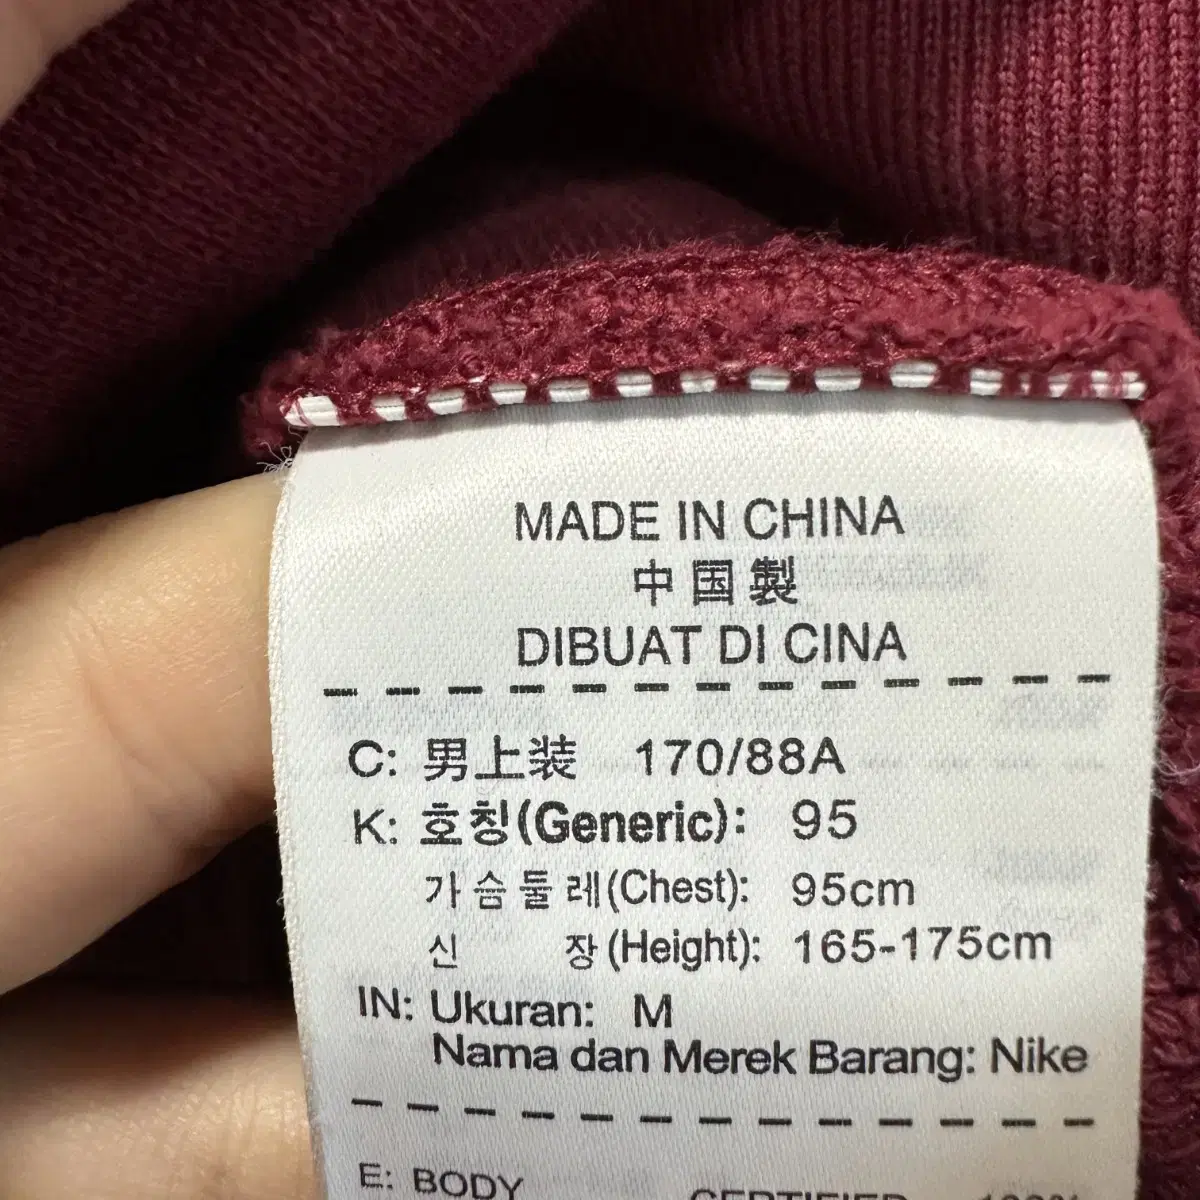 MADE IN CHINA
中国製
DIBUAT DI CINA
C: 男上装 170/88A
K: 호칭(Generic): 95
가슴둘레(Chest): 95cm
신 장(Height): 165-175cm
IN: Ukuran: M
Nama dan Merek Barang: Nike
E: BODY CERTIFIED